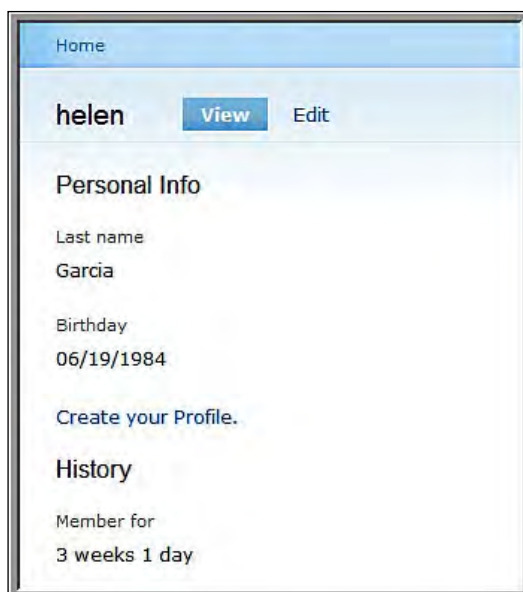 Home
helen View Edit
Personal Info
Last name
Garcia
Birthday
06/19/1984
Create your Profile.
History
Member for
3 weeks 1 day